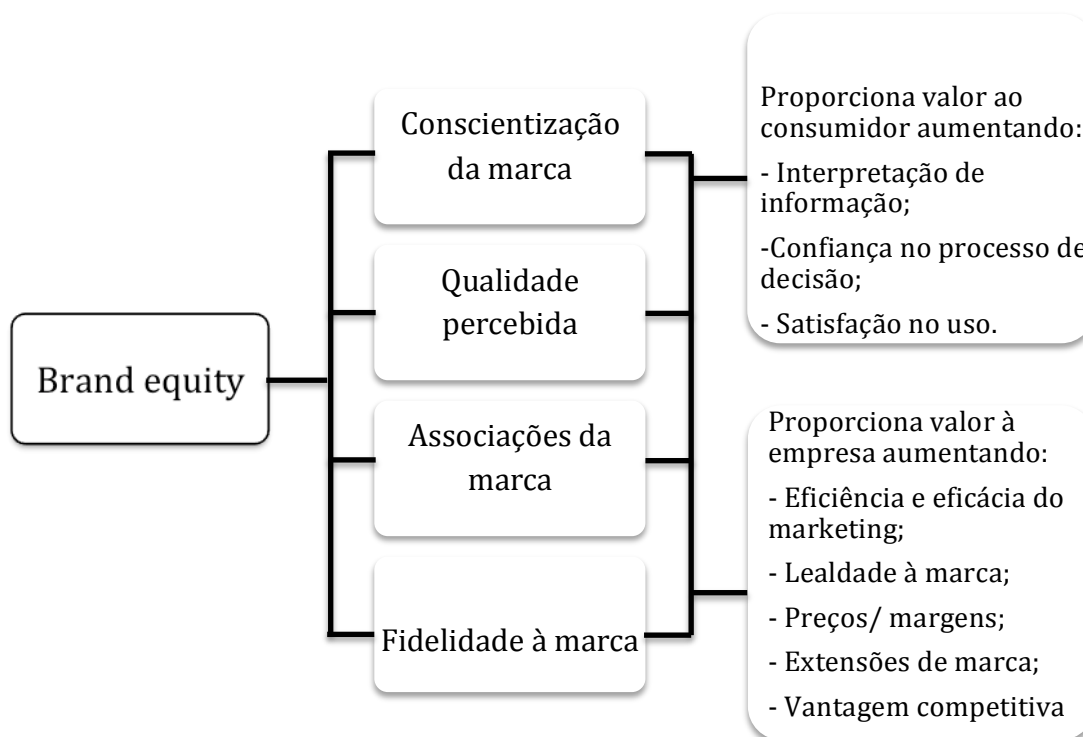 Brand equity
Conscientização
da marca
Qualidade
percebida
Associações da
marca
Fidelidade à marca
Proporciona valor ao
consumidor aumentando:
- Interpretação de
informação;
-Confiança no processo de
decisão;
- Satisfação no uso.
Proporciona valor à
empresa aumentando:
- Eficiência e eficácia do
marketing;
- Lealdade à marca;
- Preços/ margens;
- Extensões de marca;
- Vantagem competitiva